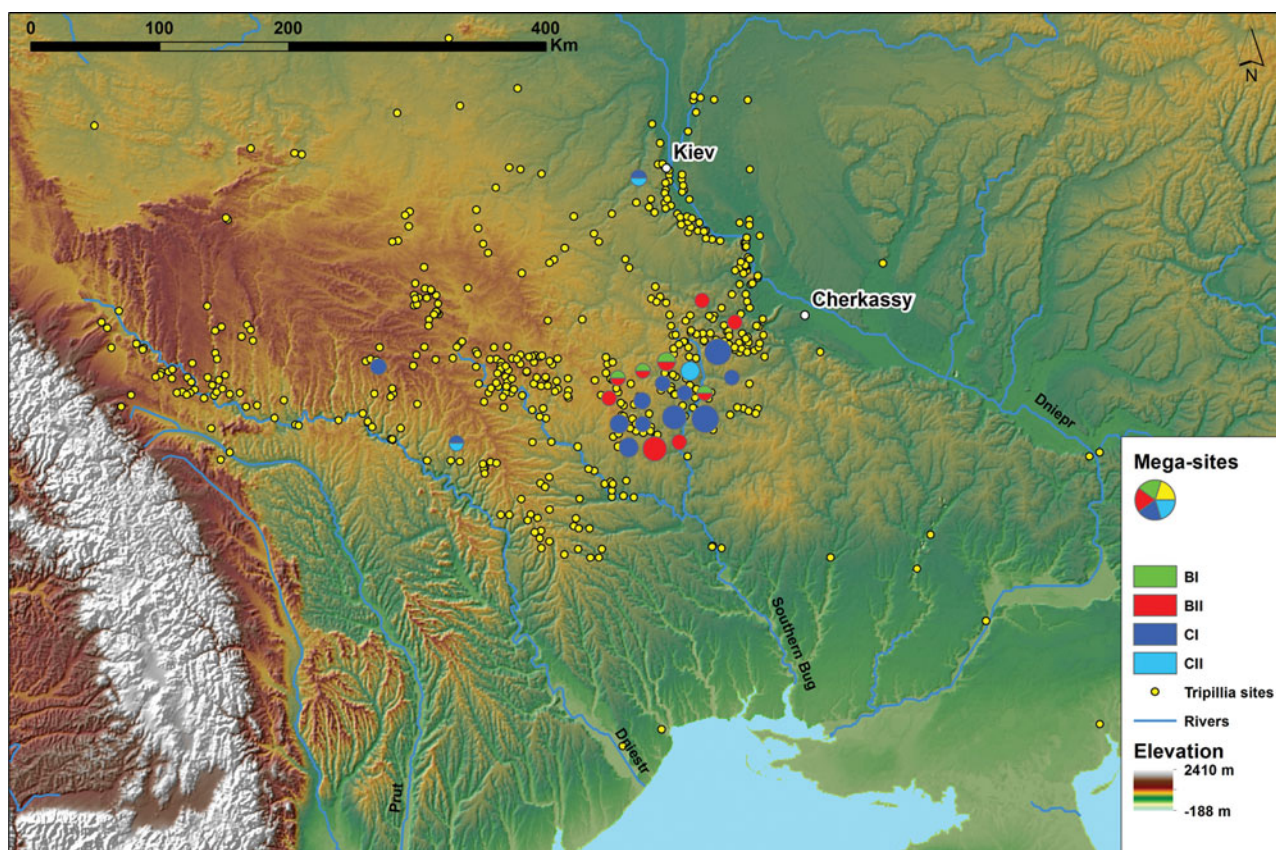 0 100 200 400
Km
N
Kiev
Cherkassy
Dniepr
Southern Bug
Dniestr
Prut
Mega-sites
BI
BII
CI
CII
Tripillia sites
Rivers
Elevation
2410 m
-188 m